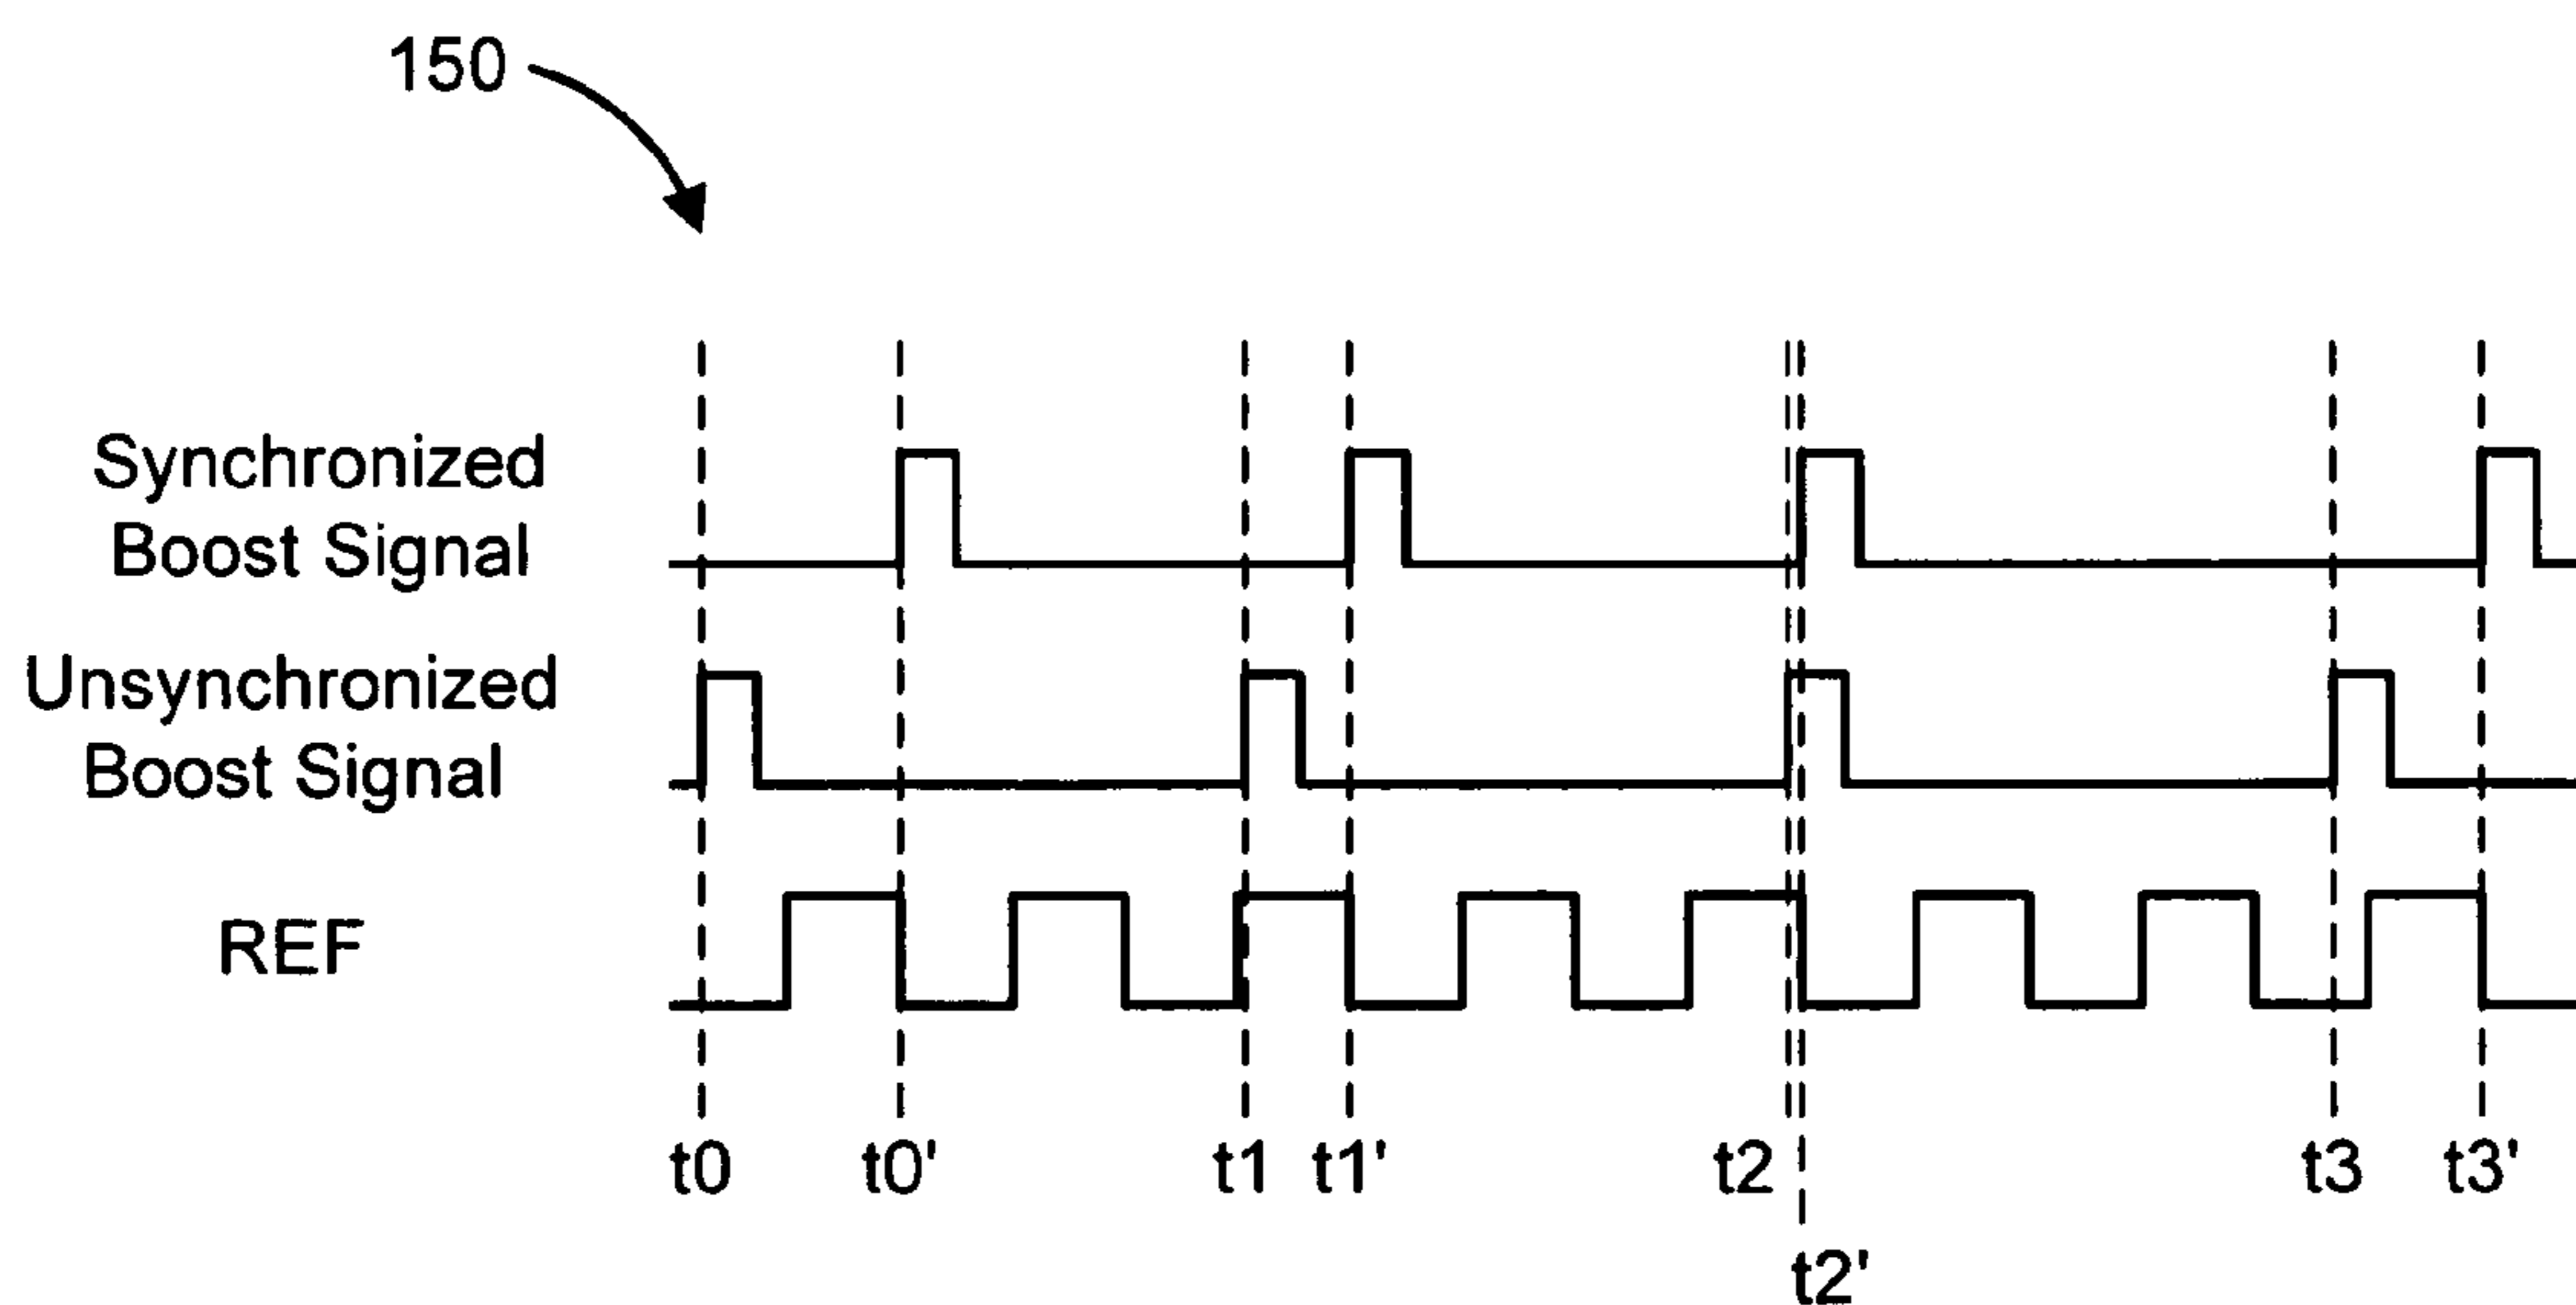 150
Synchronized
Boost Signal
Unsynchronized
Boost Signal
REF
t0 t0' t1 t1' t2 t3 t3'
t2'